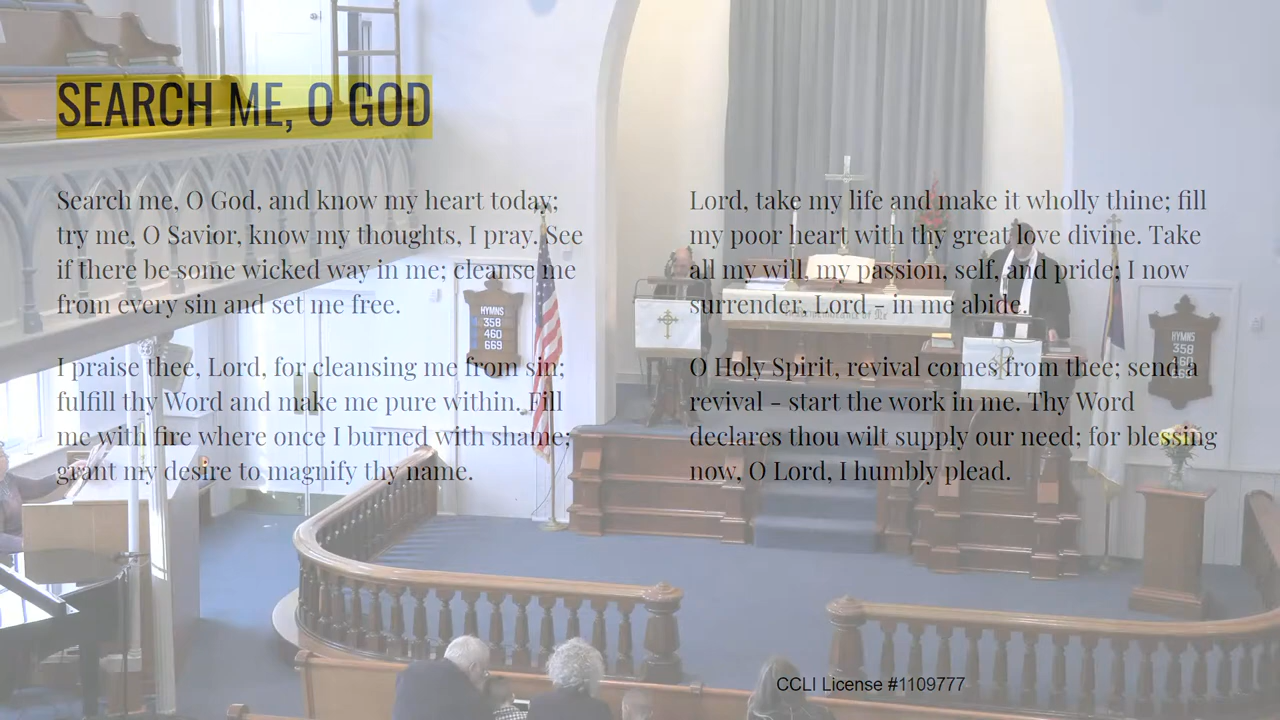 SEARCH ME, O GOD
Search me, O God, and know my heart today;
try me, O Savior, know my thoughts, I pray. See
if there be some wicked way in me; cleanse me
from every sin and set me free.
I praise thee, Lord, for cleansing me from sin;
fulfill thy Word and make me pure within. Fill
me with fire where once I burned with shame;
grant my desire to magnify thy name.
Lord, take my life and make it wholly thine; fill
my poor heart with thy great love divine. Take
all my will, my passion, self, and pride; I now
surrender, Lord - in me abide.
O Holy Spirit, revival comes from thee; send a
revival - start the work in me. Thy Word
declares thou wilt supply our need; for blessing
now, O Lord, I humbly plead.
HYMNS
358
460
669
of Me
HYMNS
358
460
CCLI License #1109777